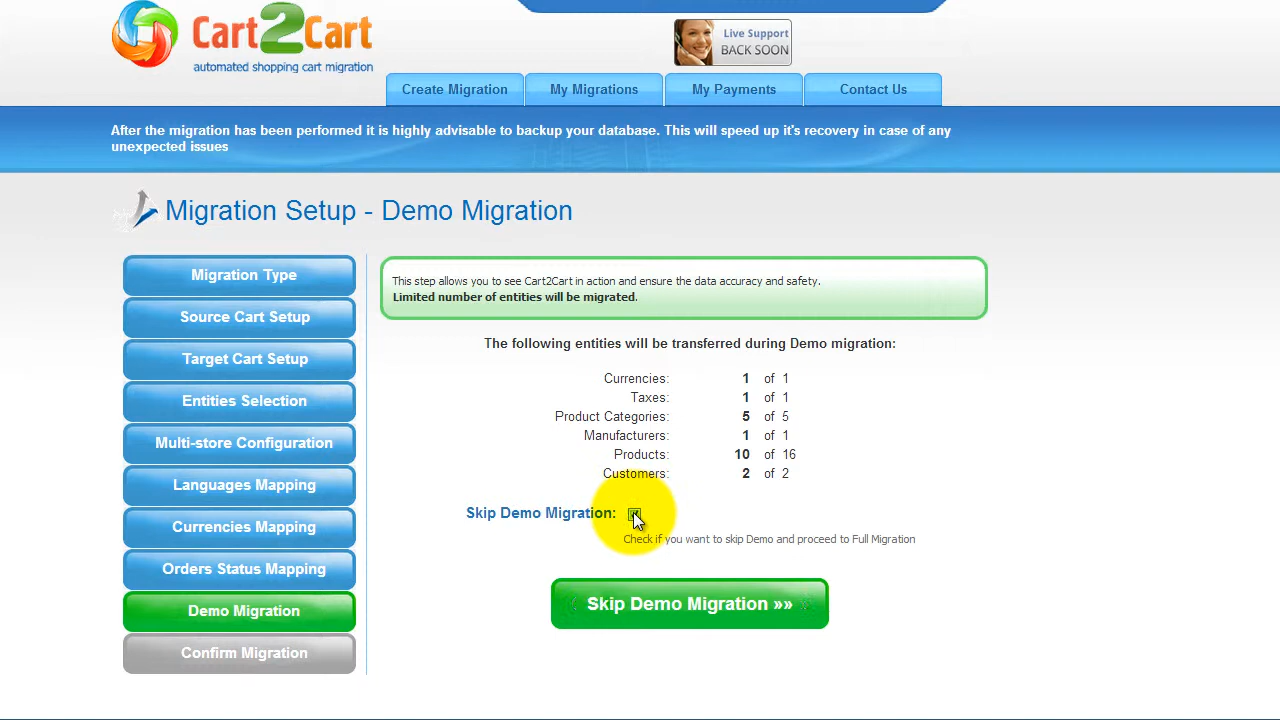 Cart2Cart
automated shopping cart migration
Live Support
BACK SOON
Create Migration
My Migrations
My Payments
Contact Us
After the migration has been performed it is highly advisable to backup your database. This will speed up it's recovery in case of any
unexpected issues
Migration Setup - Demo Migration
Migration Type
Source Cart Setup
Target Cart Setup
Entities Selection
Multi-store Configuration
Languages Mapping
Currencies Mapping
Orders Status Mapping
Demo Migration
Confirm Migration
This step allows you to see Cart2Cart in action and ensure the data accuracy and safety.
Limited number of entities will be migrated.
The following entities will be transferred during Demo migration:
Currencies: 1 of 1
Taxes: 1 of 1
Product Categories: 5 of 5
Manufacturers: 1 of 1
Products: 10 of 16
Customers: 2 of 2
Skip Demo Migration:
Check if you want to skip Demo and proceed to Full Migration
Skip Demo Migration »»